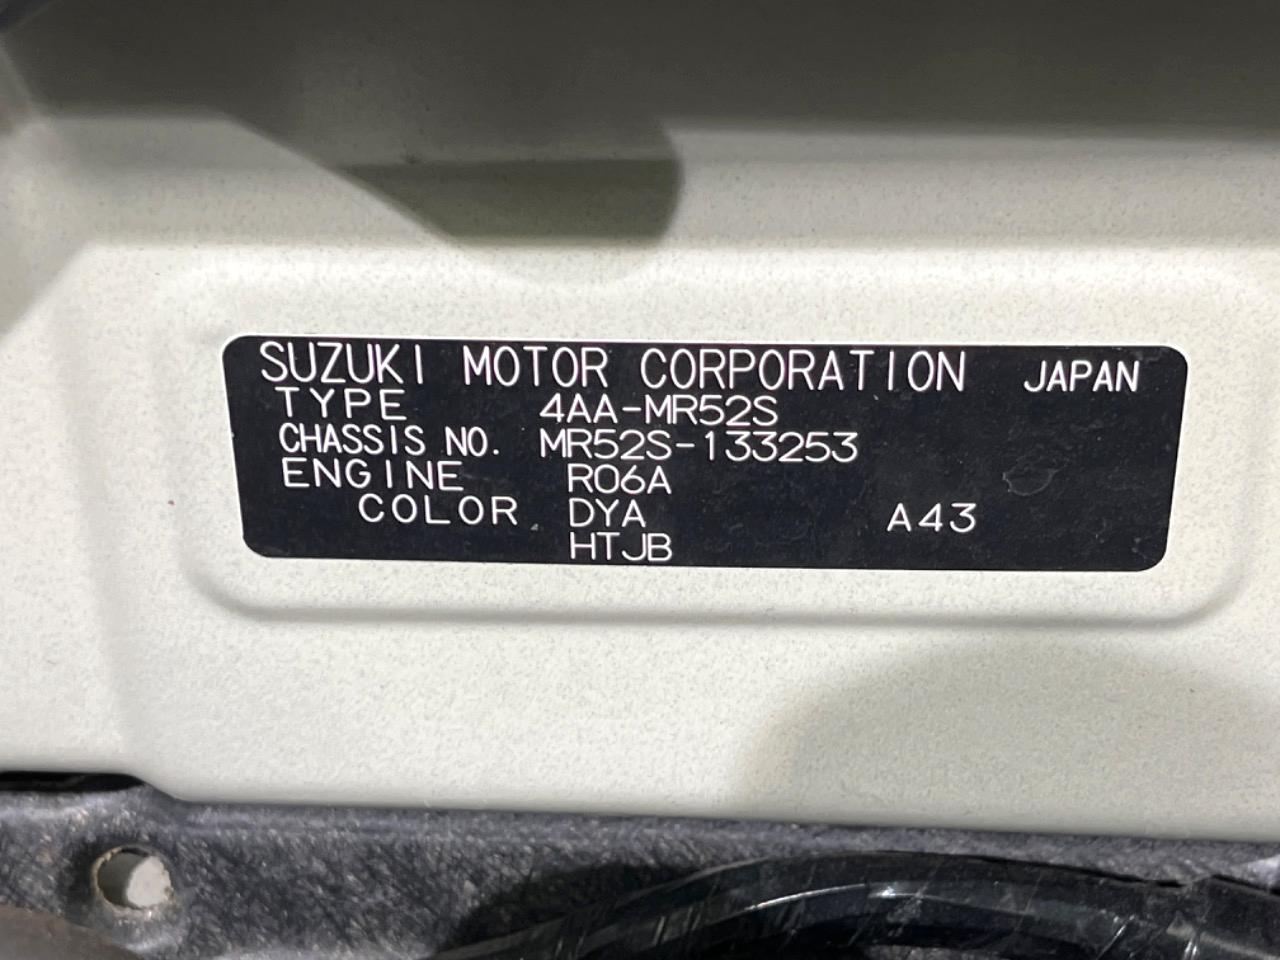 SUZUKI MOTOR CORPORATION JAPAN
TYPE 4AA-MR52S
CHASSIS NO. MR52S-133253
ENGINE R06A
COLOR DYA A43
HTJB